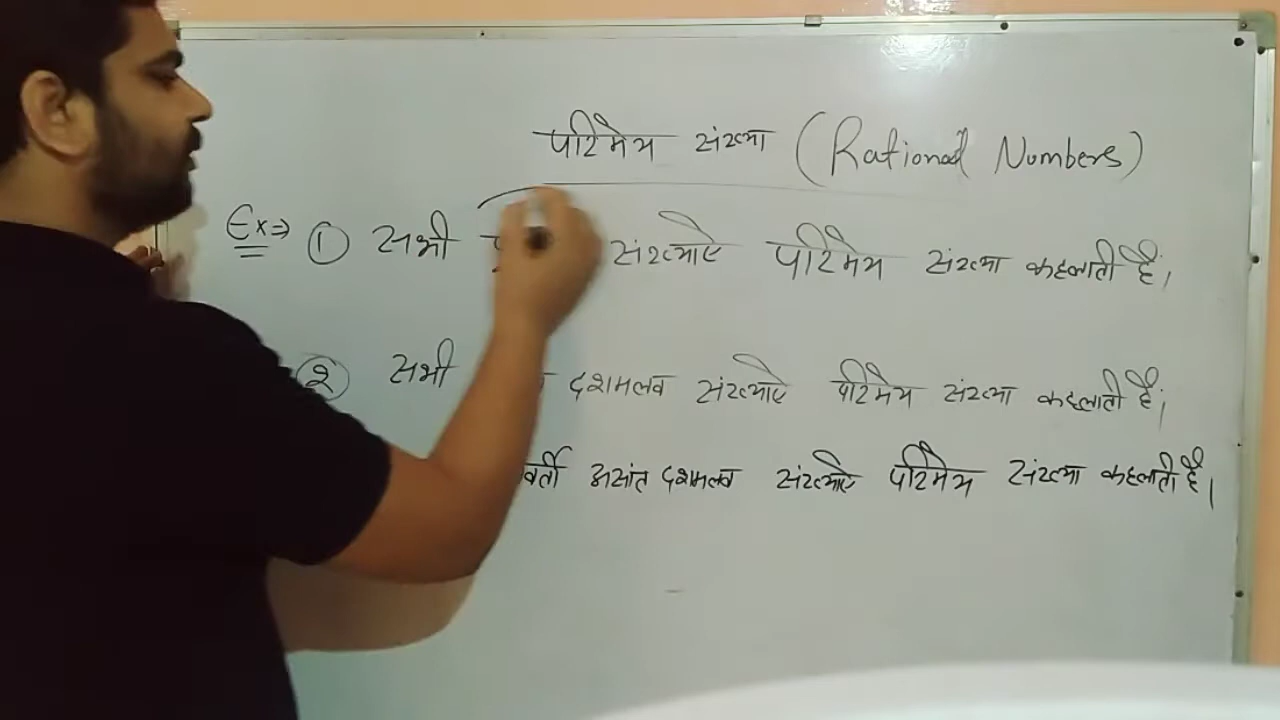 परिमेय संख्या (Rational Numbers)
Ex⇒ ① सभी संख्याऐ परिमेय संख्या कहलाती हैं।
② सभी दशमलव संख्याऐ परिमेय संख्या कहलाती हैं।
वर्ती असांत दशमलव संख्याऐ परिमेय संख्या कहलाती है।